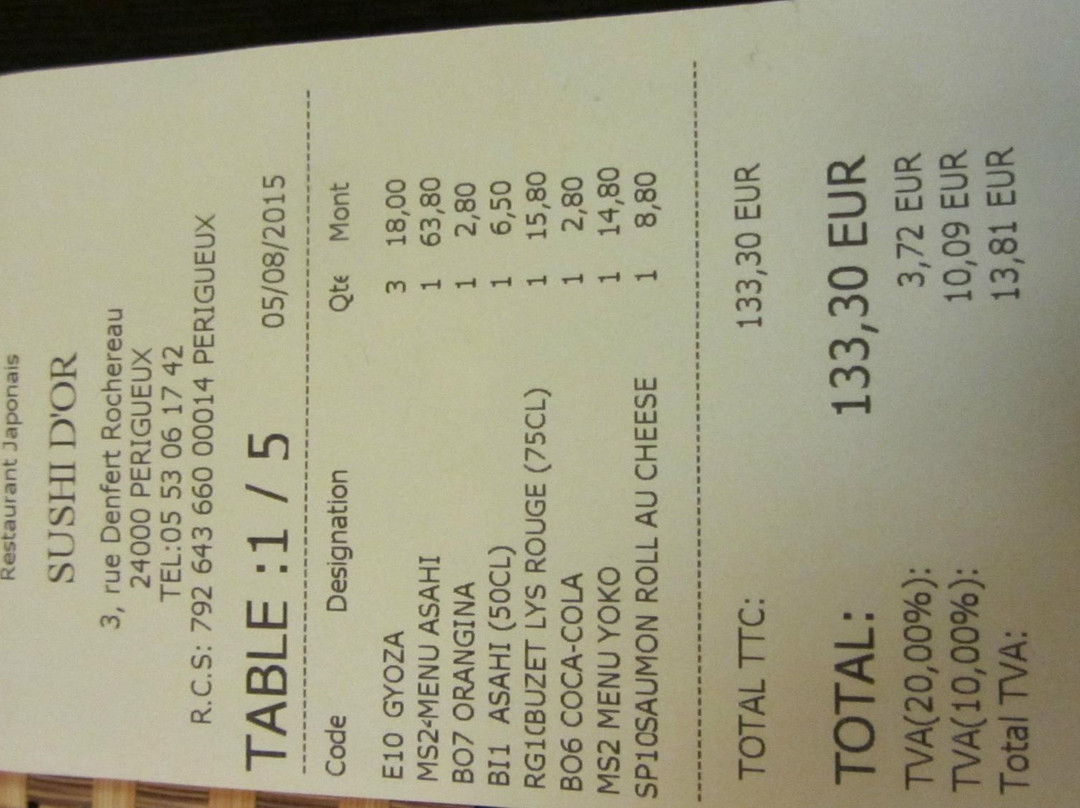 Restaurant Japonais
SUSHI D'OR
3, rue Denfert Rochereau
24000 PERIGUEUX
TEL:05 53 06 17 42
R.C.S: 792 643 660 00014 PERIGUEUX
TABLE :1 / 5 05/08/2015
Code Designation Qte Mont
E10 GYOZA 3 18,00
MS24MENU ASAHI 1 63,80
BO7 ORANGINA 1 2,80
BI1 ASAHI (50CL) 1 6,50
RG10BUZET LYS ROUGE (75CL) 1 15,80
BO6 COCA-COLA 1 2,80
MS2 MENU YOKO 1 14,80
SP10SAUMON ROLL AU CHEESE 1 8,80
TOTAL TTC: 133,30 EUR
TOTAL: 133,30 EUR
TVA(20,00%): 3,72 EUR
TVA(10,00%): 10,09 EUR
Total TVA: 13,81 EUR